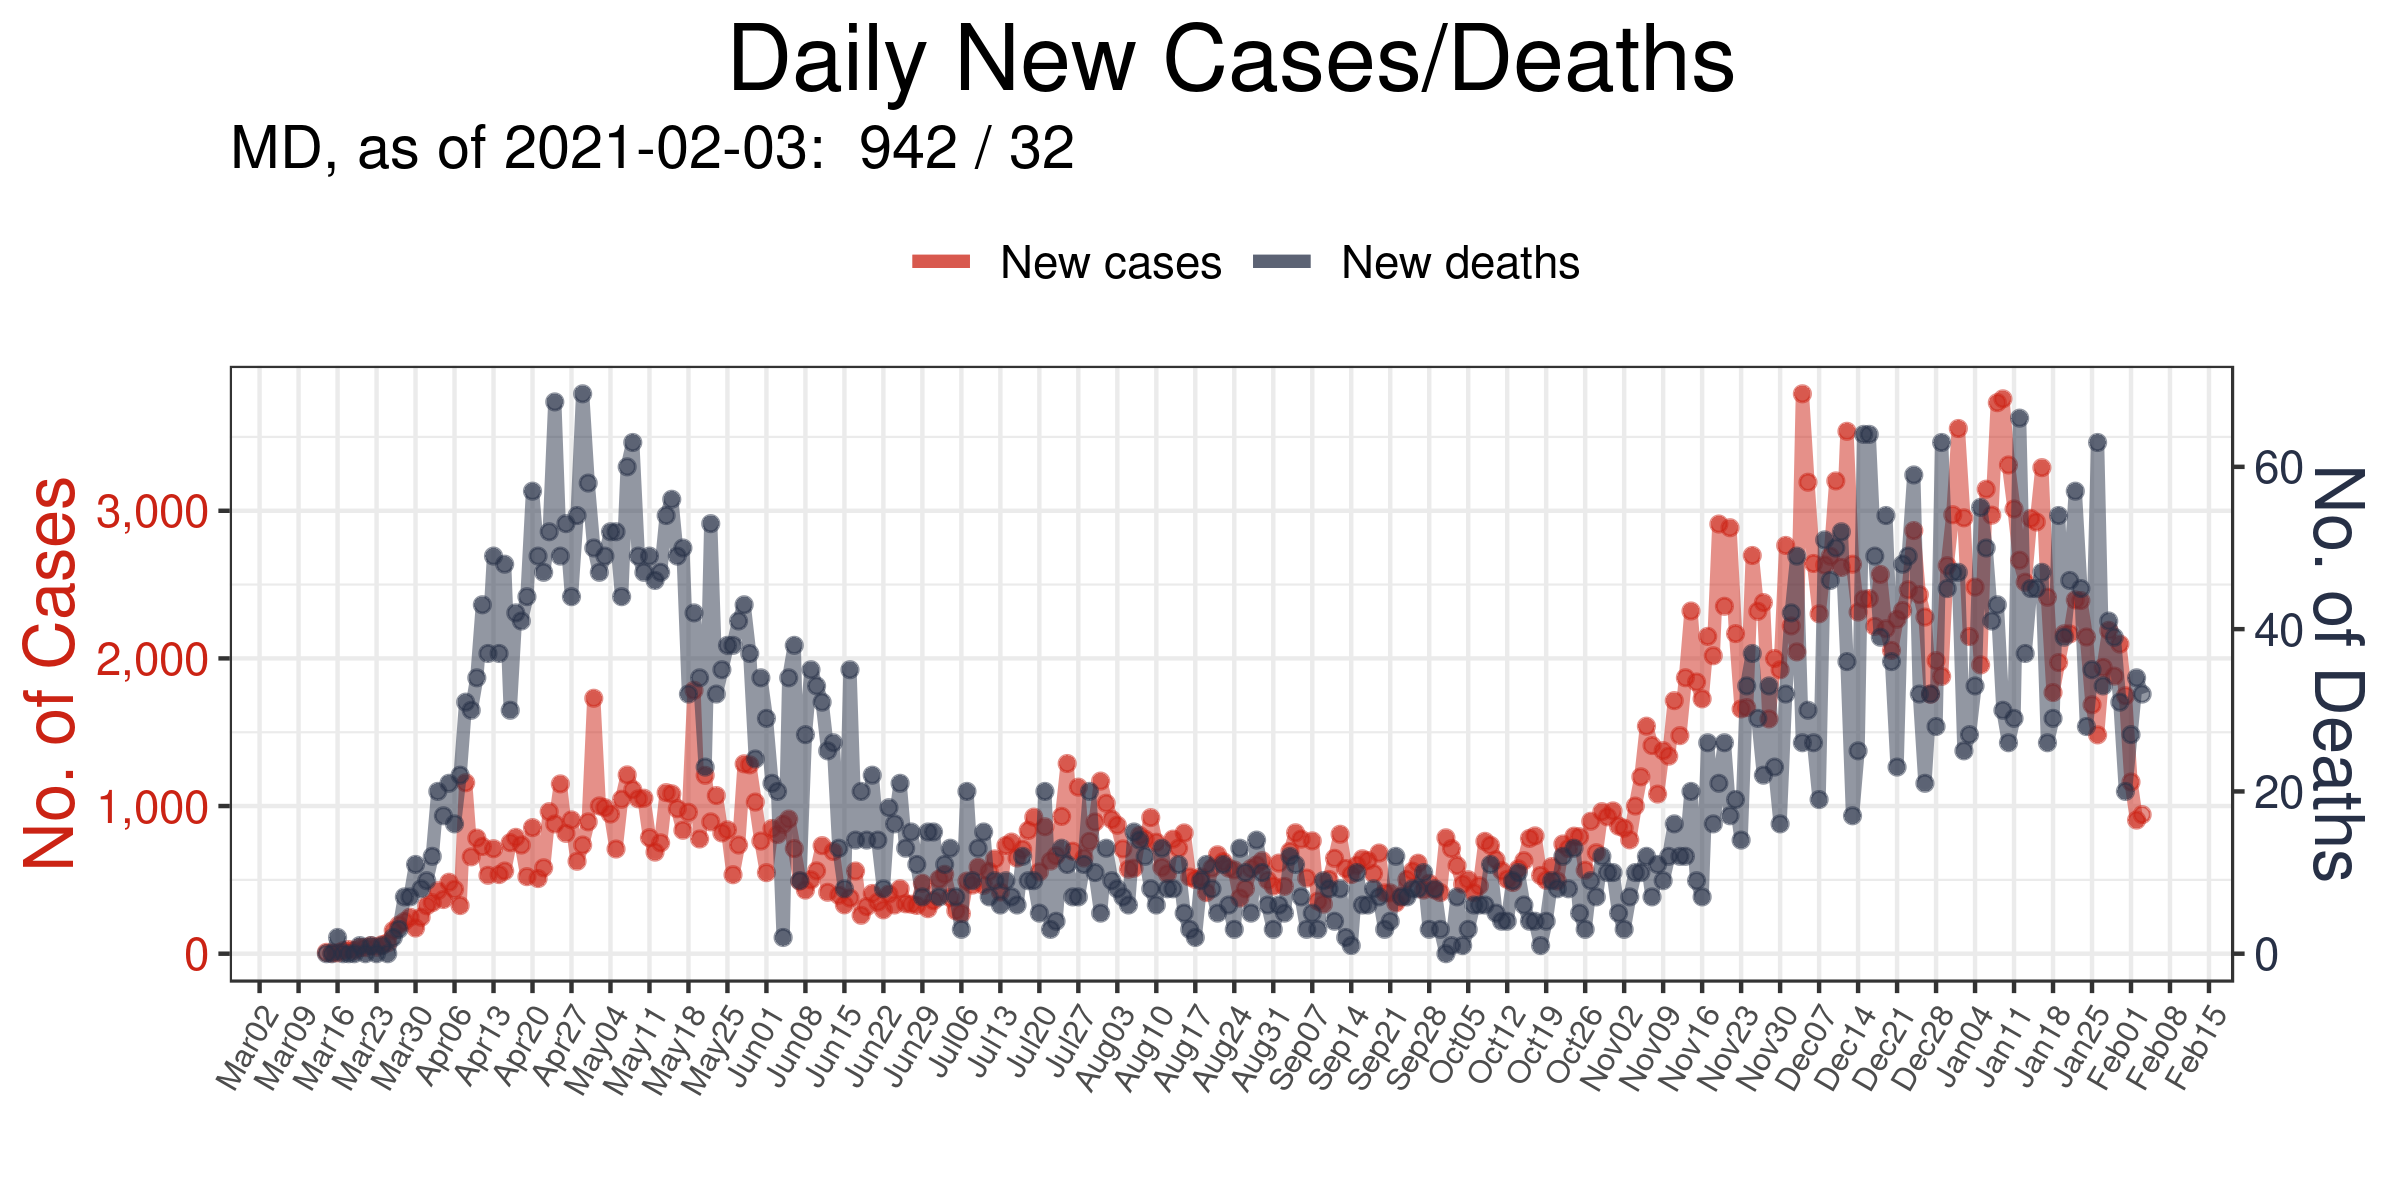 Daily New Cases/Deaths
MD, as of 2021-02-03:  942 / 32
New cases New deaths
No. of Cases
3,000
2,000
1,000
0
60
40
20
0
No. of Deaths
Mar02 Mar09 Mar16 Mar23 Mar30 Apr06 Apr13 Apr20 Apr27 May04 May11 May18 May25 Jun01 Jun08 Jun15 Jun22 Jun29 Jul06 Jul13 Jul20 Jul27 Aug03 Aug10 Aug17 Aug24 Aug31 Sep07 Sep14 Sep21 Sep28 Oct05 Oct12 Oct19 Oct26 Nov02 Nov09 Nov16 Nov23 Nov30 Dec07 Dec14 Dec21 Dec28 Jan04 Jan11 Jan18 Jan25 Feb01 Feb08 Feb15